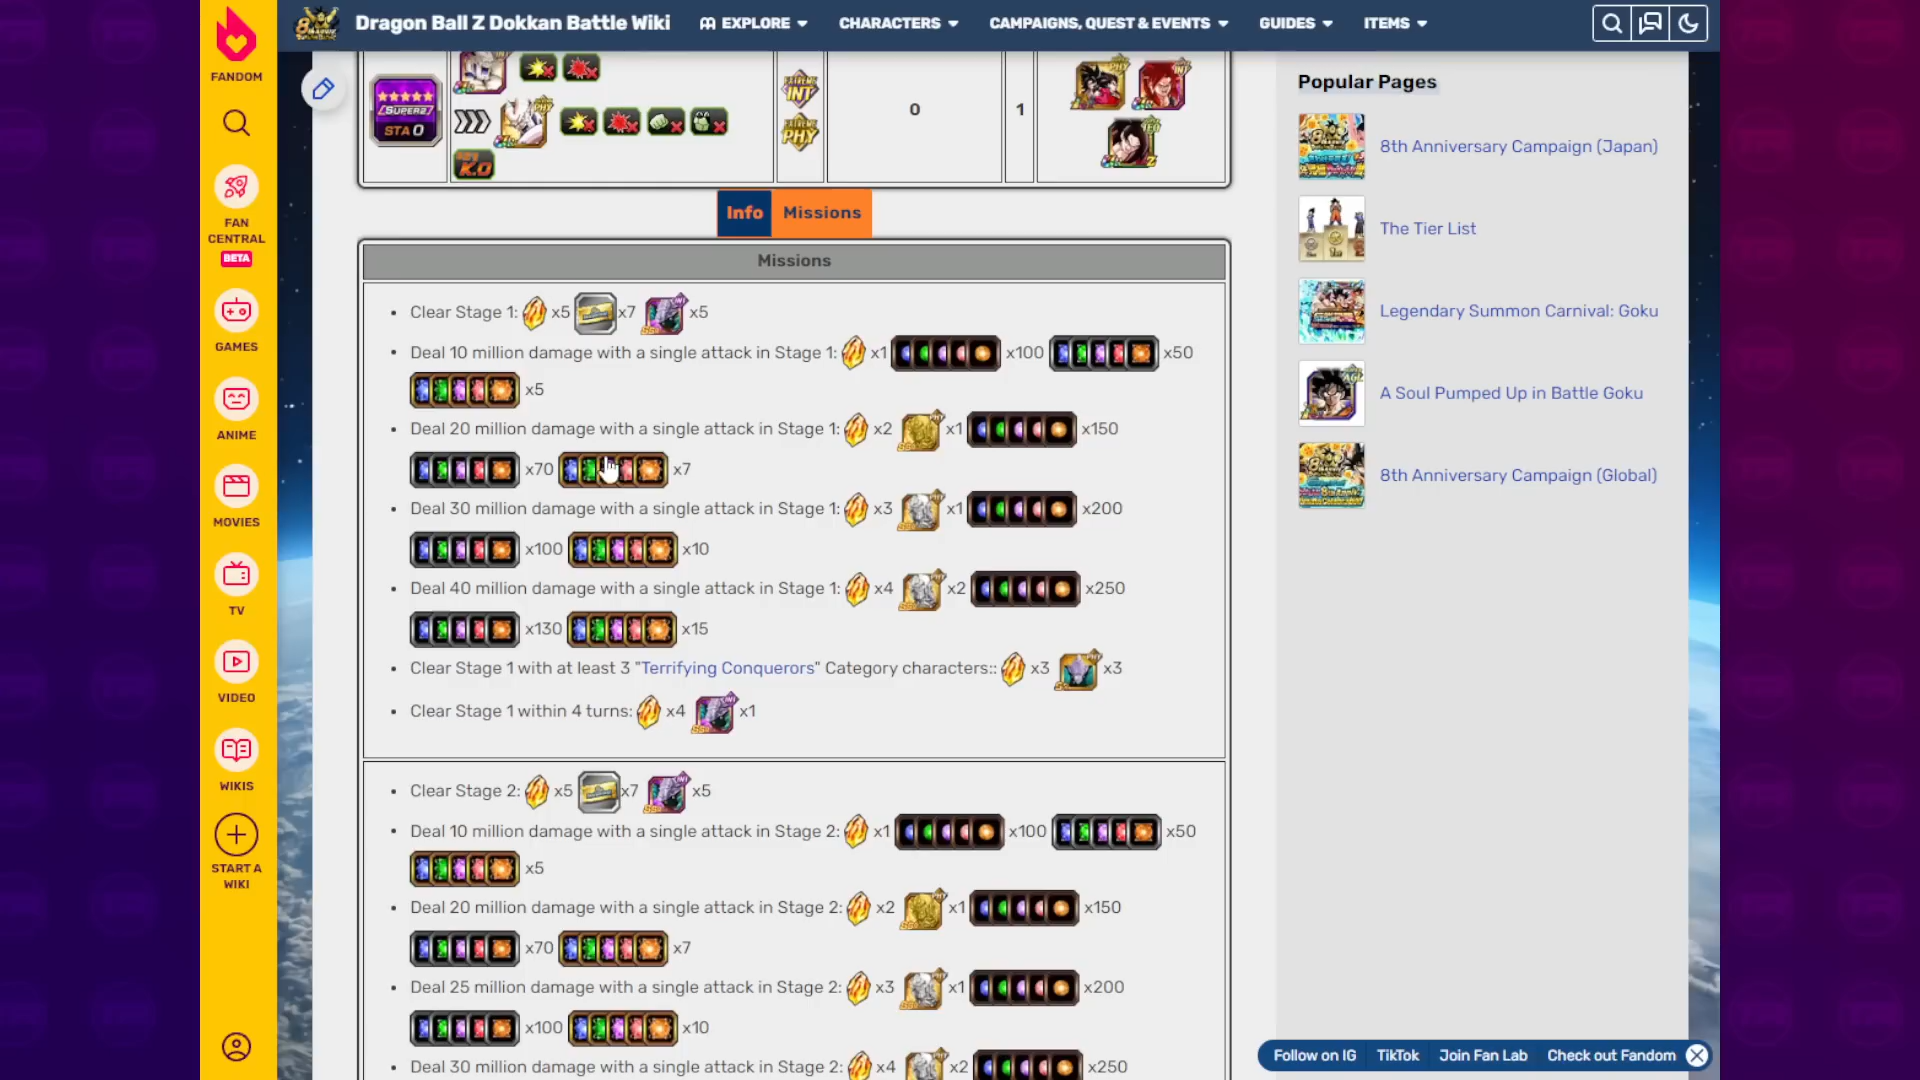 Dragon Ball Z Dokkan Battle Wiki
EXPLORE
CHARACTERS
CAMPAIGNS, QUEST & EVENTS
GUIDES
ITEMS
FANDOM
FAN
CENTRAL
BETA
GAMES
ANIME
MOVIES
TV
VIDEO
WIKIS
START A
WIKI
SUPER2
STA 0
K.O
EXTREME
INT
EXTREME
PHY
0
1
Info
Missions
Missions
Clear Stage 1: x5 x7 x5
Deal 10 million damage with a single attack in Stage 1: x1 x100 x50
x5
Deal 20 million damage with a single attack in Stage 1: x2 x1 x150
x70 x7
Deal 30 million damage with a single attack in Stage 1: x3 x1 x200
x100 x10
Deal 40 million damage with a single attack in Stage 1: x4 x2 x250
x130 x15
Clear Stage 1 with at least 3 "Terrifying Conquerors" Category characters:: x3 x3
Clear Stage 1 within 4 turns: x4 x1
Clear Stage 2: x5 x7 x5
Deal 10 million damage with a single attack in Stage 2: x1 x100 x50
x5
Deal 20 million damage with a single attack in Stage 2: x2 x1 x150
x70 x7
Deal 25 million damage with a single attack in Stage 2: x3 x1 x200
x100 x10
Deal 30 million damage with a single attack in Stage 2: x4 x2 x250
Popular Pages
8th Anniversary Campaign (Japan)
The Tier List
Legendary Summon Carnival: Goku
A Soul Pumped Up in Battle Goku
8th Anniversary Campaign (Global)
Follow on IG
TikTok
Join Fan Lab
Check out Fandom